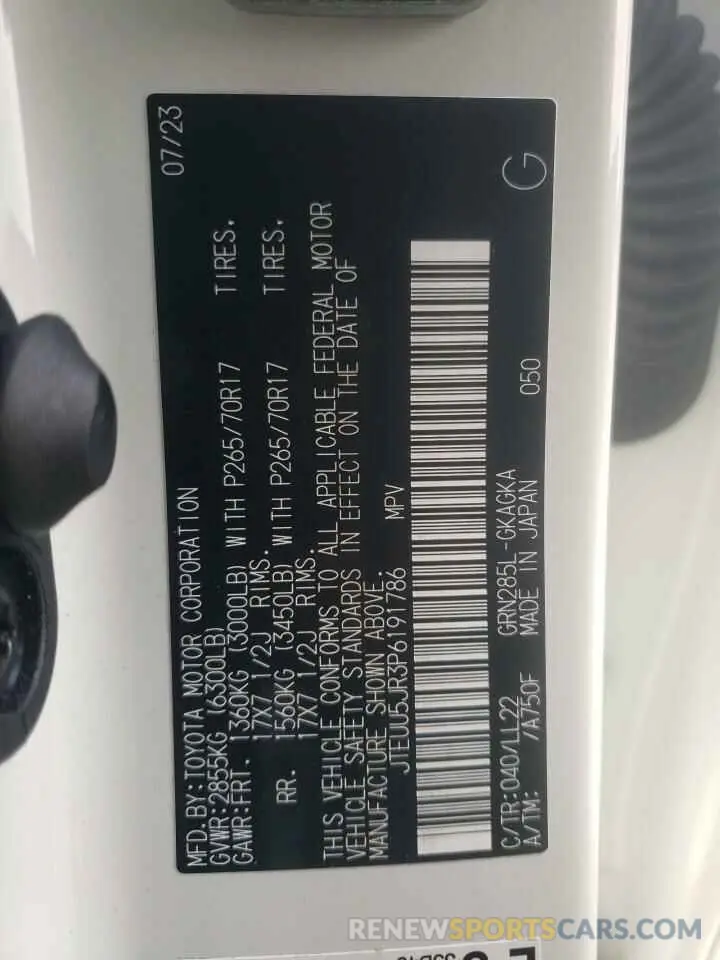 MFD.BY:TOYOTA MOTOR CORPORATION 07/23
GVWR:2855KG (6300LB)
GAWR:FRT. 1360KG (3000LB) WITH P265/70R17 TIRES.
17X7 1/2J RIMS.
RR. 1560KG (3450LB) WITH P265/70R17 TIRES.
17X7 1/2J RIMS.
THIS VEHICLE CONFORMS TO ALL APPLICABLE FEDERAL MOTOR
VEHICLE SAFETY STANDARDS IN EFFECT ON THE DATE OF
MANUFACTURE SHOWN ABOVE.
JTEUU5JR3P6191786 MPV
C/TR:040/LL22 GRN285L-GKAGKA 050
A/TM: /A750F MADE IN JAPAN
G
RENEWSPORTSCARS.COM